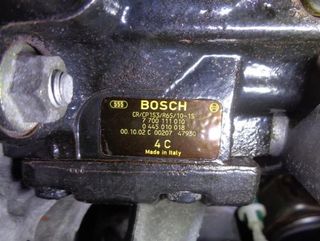 555 BOSCH
CR/CP1S3/R65/10-1S
7 700 111 010
0 445 010 018
00.10.02 C 00207 47930
4 C
Made in Italy